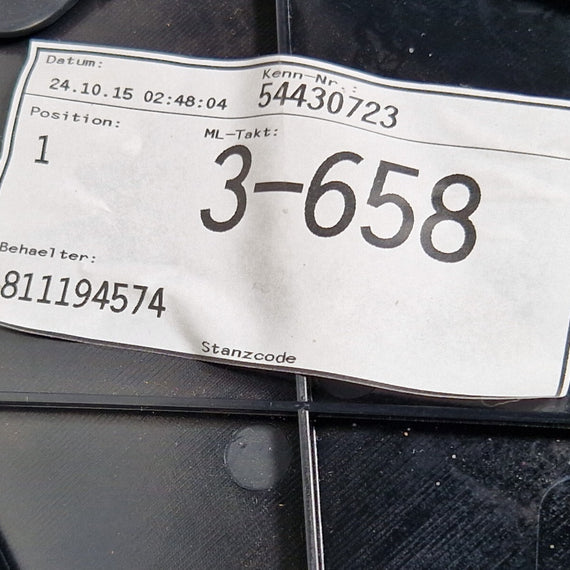 Datum:
24.10.15 02:48:04
Kenn-Nr.:
54430723
Position:
1
ML-Takt:
3-658
Behaelter:
811194574
Stanzcode